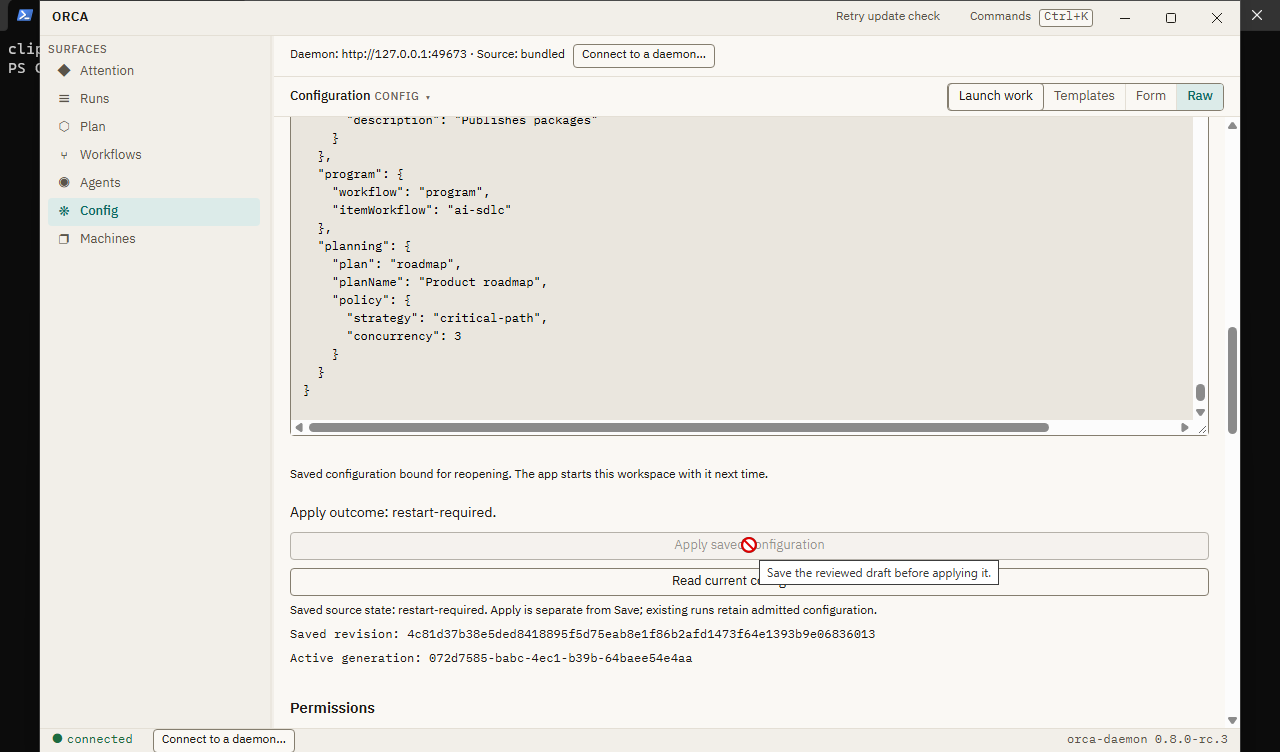 clip
PS C
ORCA
Retry update check
Commands Ctrl+K
SURFACES
Attention
Runs
Plan
Workflows
Agents
Config
Machines
Daemon: http://127.0.0.1:49673 · Source: bundled
Connect to a daemon...
Configuration CONFIG ▾
Launch work
Templates
Form
Raw
"description": "Publishes packages"
}
},
"program": {
"workflow": "program",
"itemWorkflow": "ai-sdlc"
},
"planning": {
"plan": "roadmap",
"planName": "Product roadmap",
"policy": {
"strategy": "critical-path",
"concurrency": 3
}
}
}
Saved configuration bound for reopening. The app starts this workspace with it next time.
Apply outcome: restart-required.
Apply saved configuration
Read current
Save the reviewed draft before applying it.
Saved source state: restart-required. Apply is separate from Save; existing runs retain admitted configuration.
Saved revision: 4c81d37b38e5ded8418895f5d75eab8e1f86b2afd1473f64e1393b9e06836013
Active generation: 072d7585-babc-4ec1-b39b-64baee54e4aa
Permissions
connected
Connect to a daemon...
orca-daemon 0.8.0-rc.3